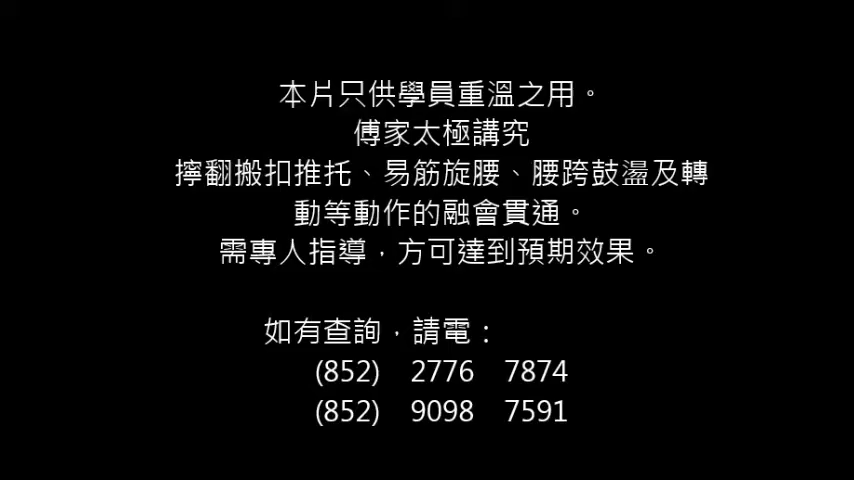 本片只供學員重溫之用。
傅家太極講究
擰翻搬扣推托、易筋旋腰、腰跨鼓盪及轉
動等動作的融會貫通。
需專人指導，方可達到預期效果。
如有查詢，請電：
(852) 2776 7874
(852) 9098 7591